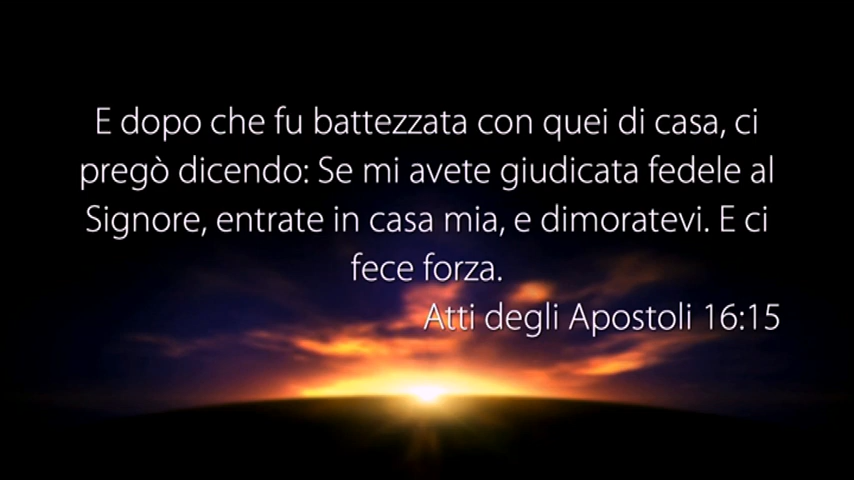 E dopo che fu battezzata con quei di casa, ci
pregò dicendo: Se mi avete giudicata fedele al
Signore, entrate in casa mia, e dimoratevi. E ci
fece forza.
Atti degli Apostoli 16:15